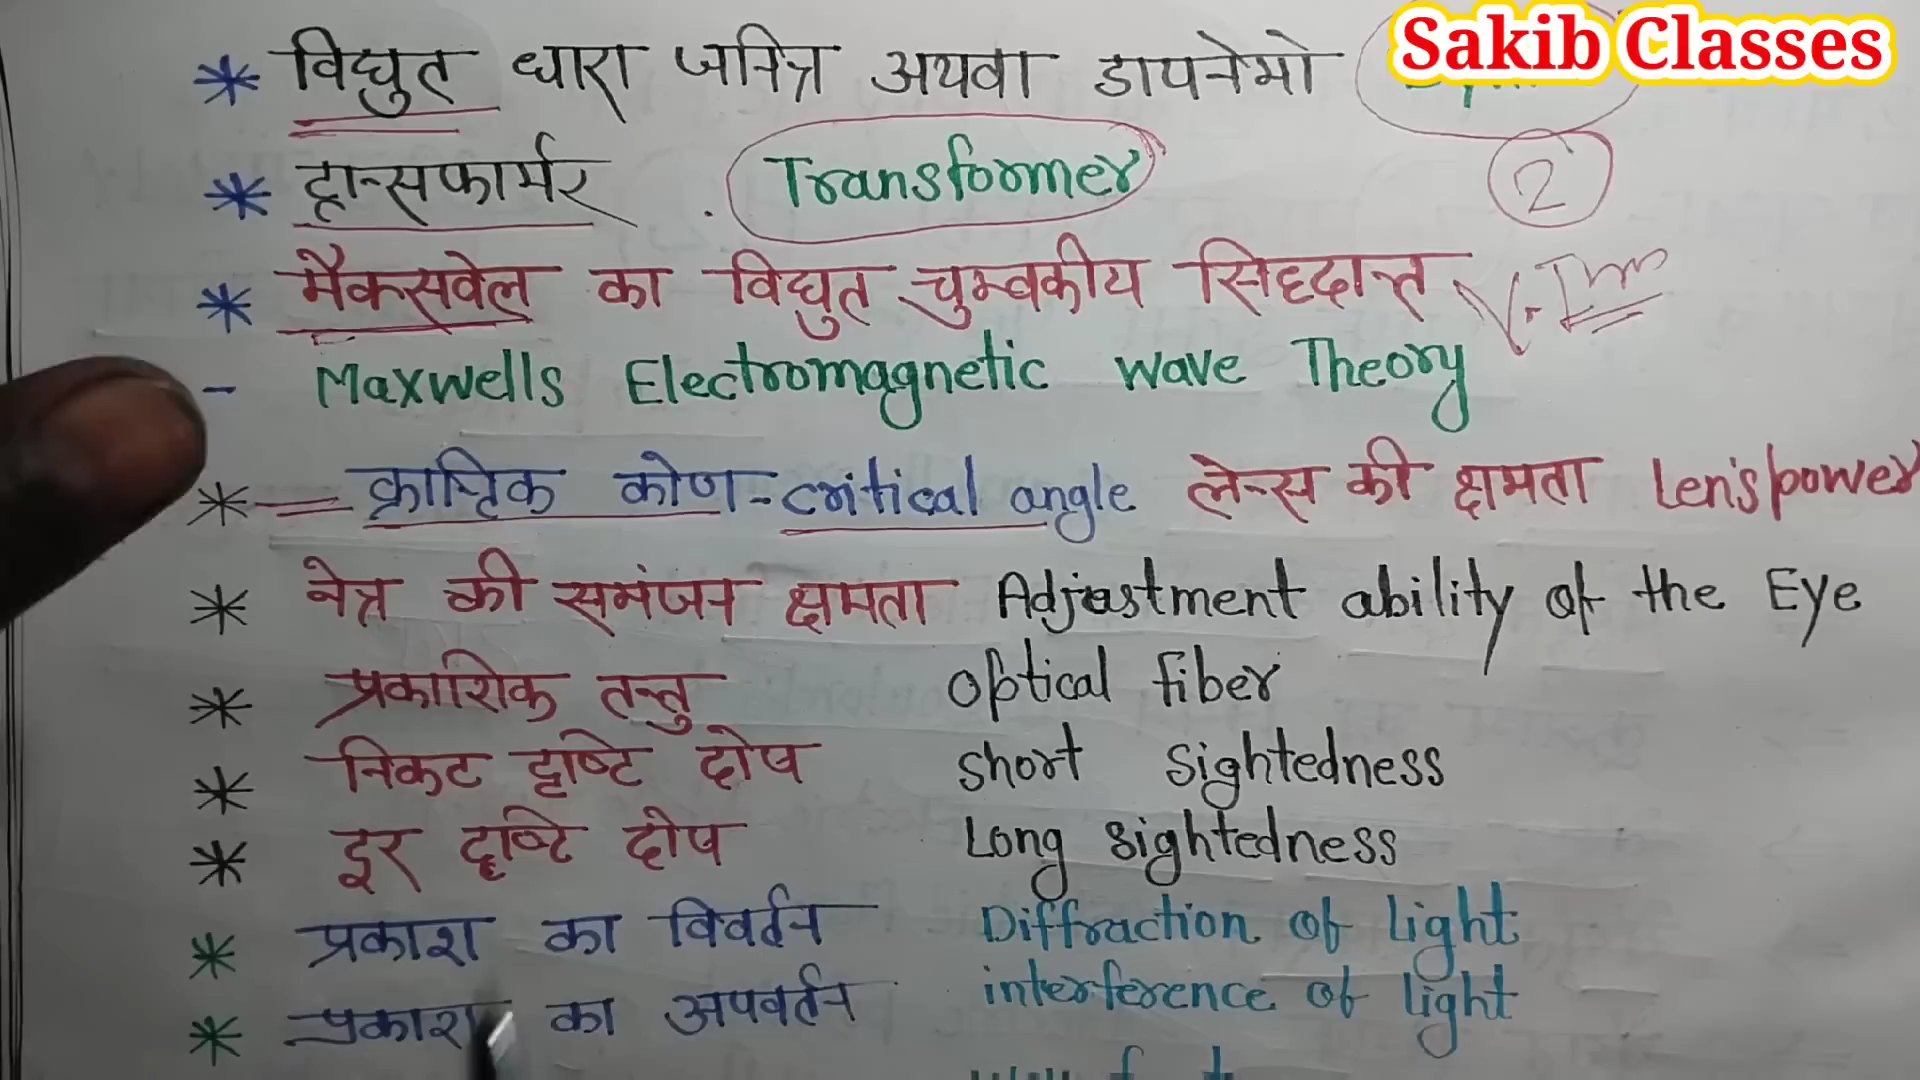 Sakib Classes
* विघुत धारा जनित्र अथवा डायनेमो
* ट्रान्सफार्मर Transformer 2
* मैक्सवेल का विघुत चुम्वकीय सिद्दान्त V.Imp
- Maxwells Electromagnetic wave Theory
* क्रान्तिक कोण - critical angle लेन्स की क्षमता Len's power
* नेत्र की समंजन क्षमता Adjustment ability of the Eye
* प्रकाशिक तन्तु Optical fiber
* निकट दृष्टि दोष short sightedness
* दूर दृष्टि दोष Long sightedness
* प्रकाश का विवर्तन Diffraction of light
* प्रकाश का अपवर्तन interference of light